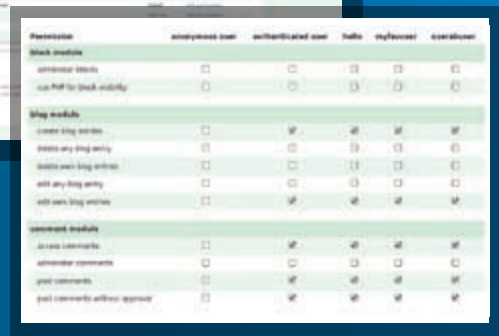 Permission anonymous user authenticated user hello myfavuser userabuser
block module
administer blocks
use PHP for block visibility
blog module
create blog entries
delete any blog entry
delete own blog entries
edit any blog entry
edit own blog entries
comment module
access comments
administer comments
post comments
post comments without approval